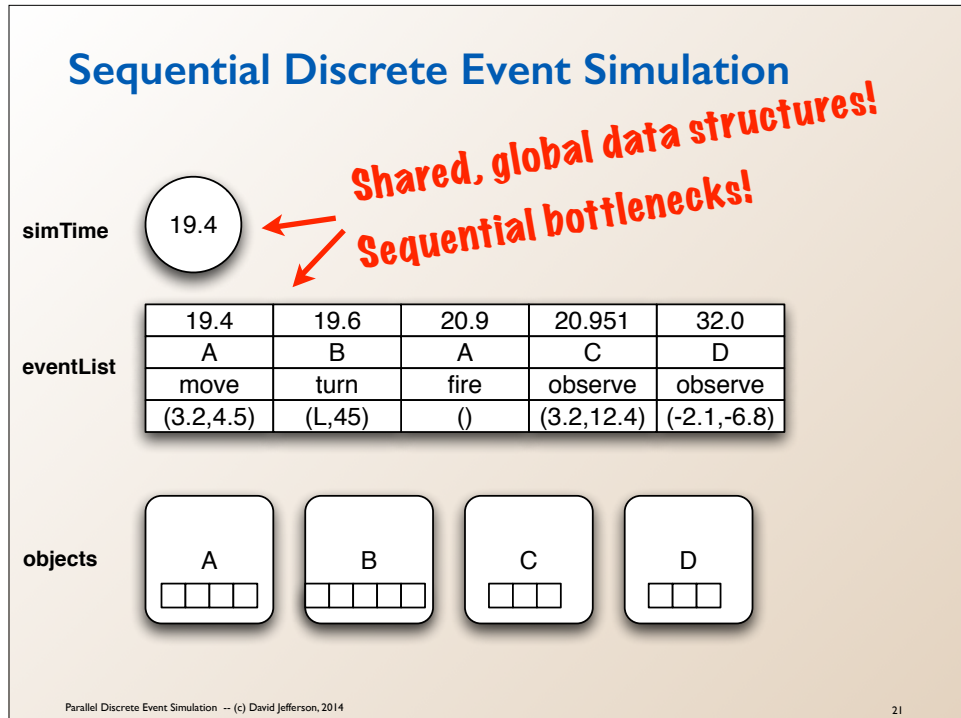 Sequential Discrete Event Simulation
Shared, global data structures!
Sequential bottlenecks!
simTime
19.4
eventList
19.4 19.6 20.9 20.951 32.0
A B A C D
move turn fire observe observe
(3.2,4.5) (L,45) () (3.2,12.4) (-2.1,-6.8)
objects
A B C D
Parallel Discrete Event Simulation -- (c) David Jefferson, 2014
21